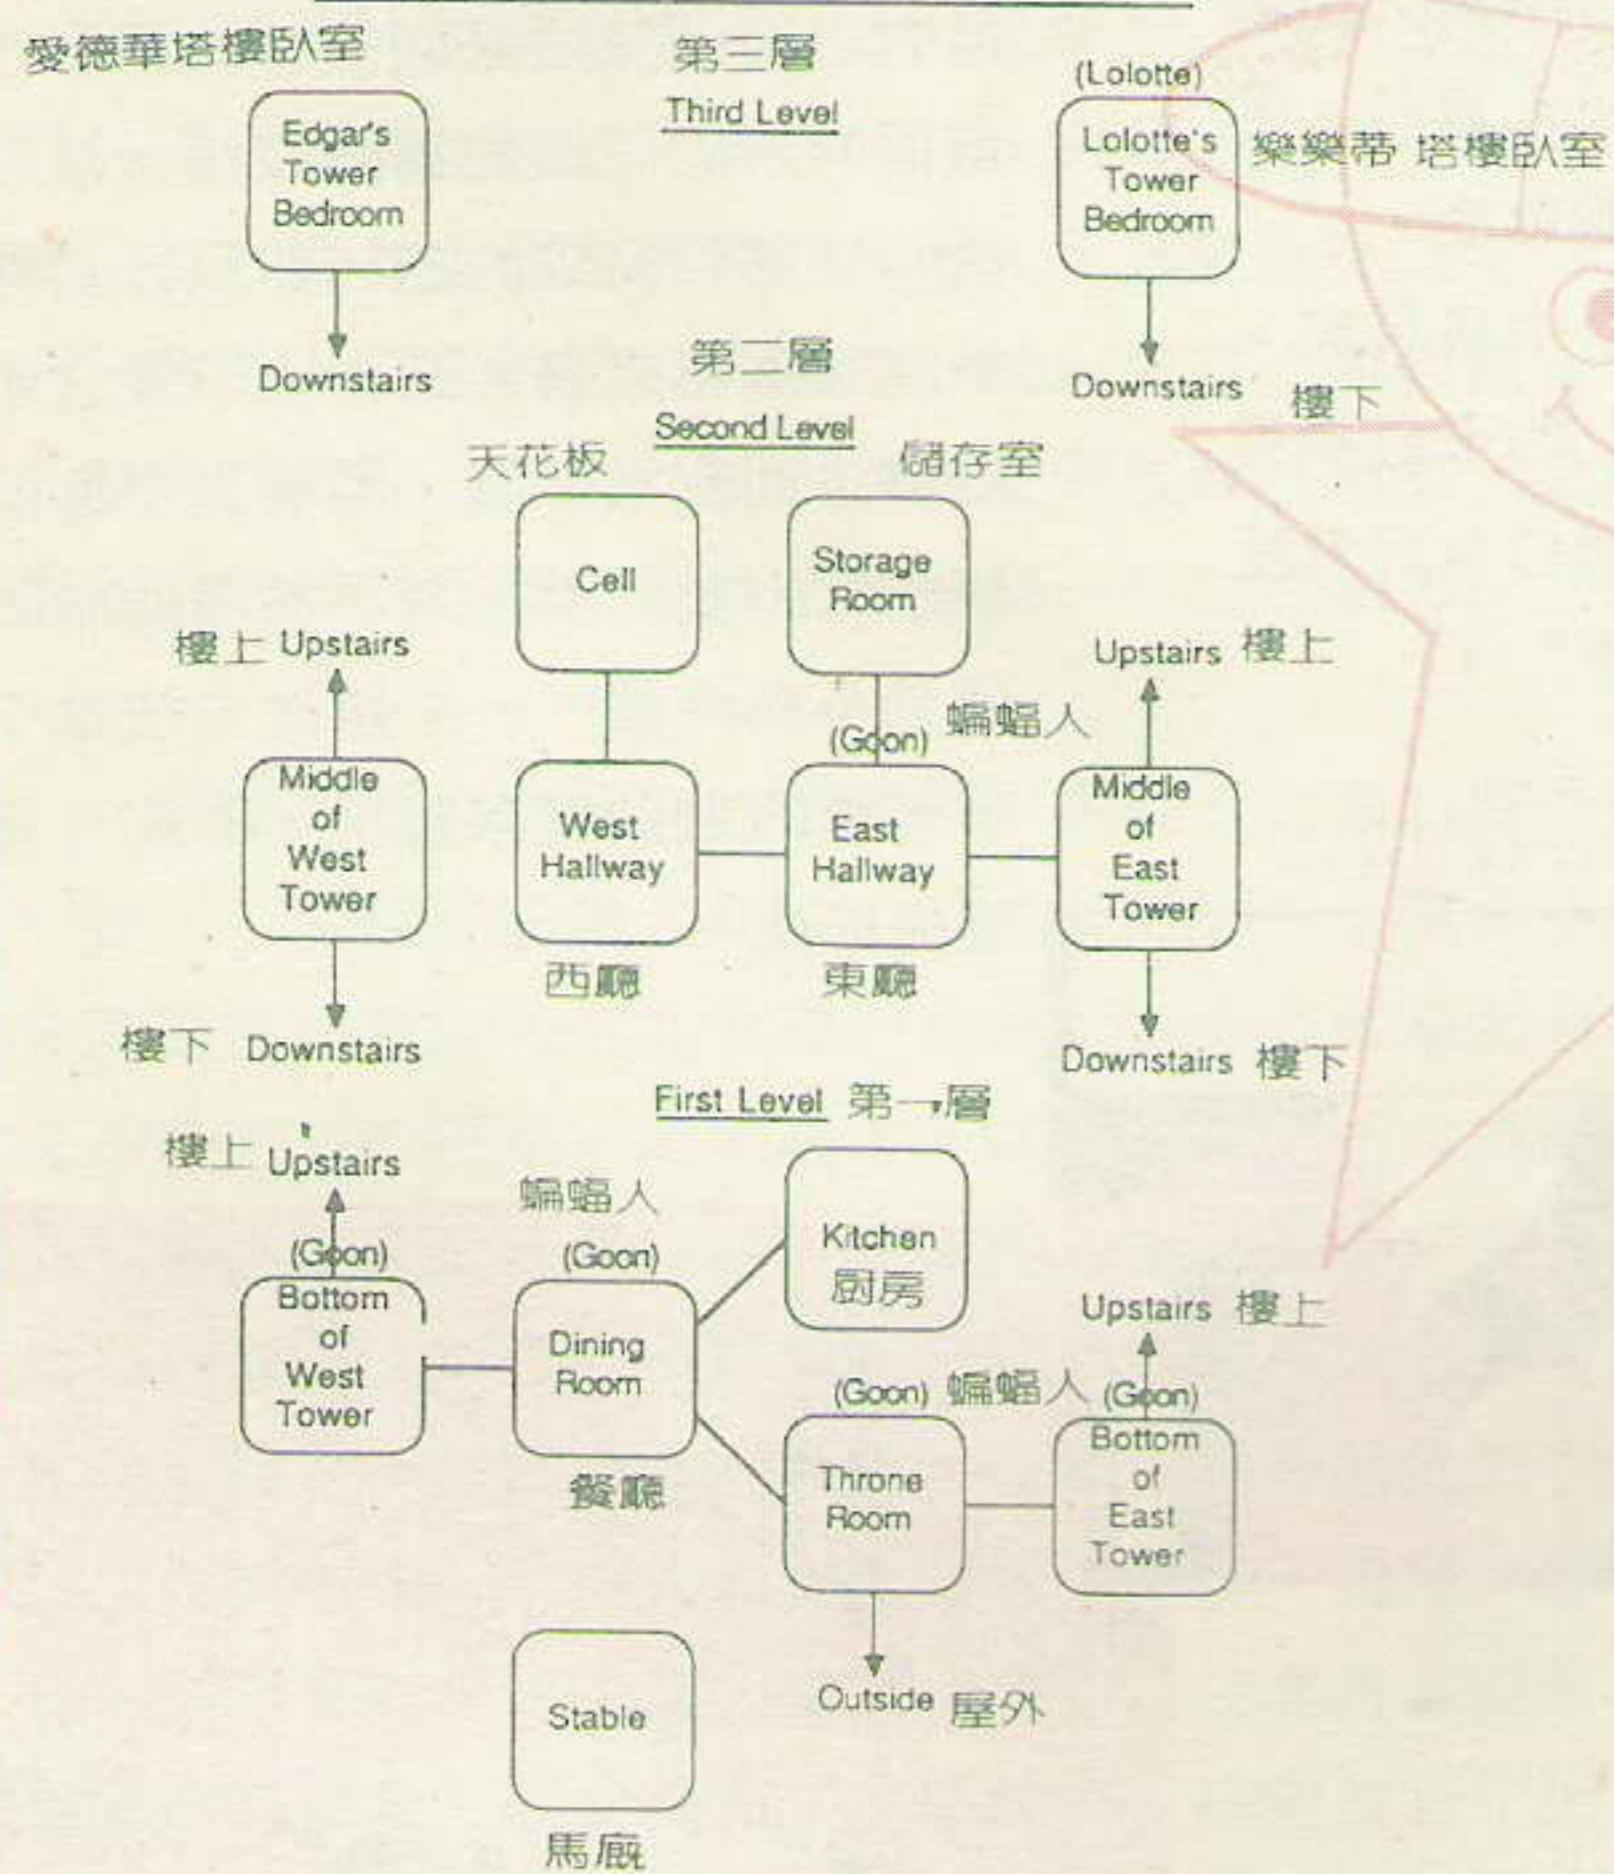 愛德華塔樓臥室
第三層
Third Level
(Lolotte)
Edgar's
Tower
Bedroom
Lolotte's
Tower
Bedroom
樂樂蒂 塔樓臥室
Downstairs
Downstairs 樓下
第二層
Second Level
天花板
儲存室
Cell
Storage
Room
樓上 Upstairs
Upstairs 樓上
(Goon) 蝙蝠人
Middle
of
West
Tower
West
Hallway
East
Hallway
Middle
of
East
Tower
西廳
東廳
樓下 Downstairs
Downstairs 樓下
First Level 第一層
樓上 Upstairs
蝙蝠人
(Goon)
(Goon)
Kitchen
厨房
Bottom
of
West
Tower
Dining
Room
Upstairs 樓上
(Goon) 蝙蝠人 (Goon)
餐廳
Throne
Room
Bottom
of
East
Tower
Outside 屋外
Stable
馬廄